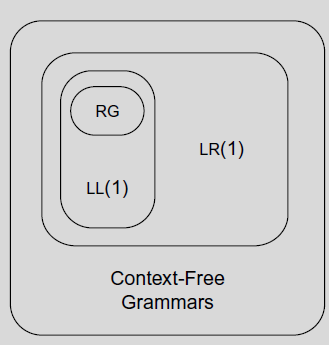 RG
LR(1)
LL(1)
Context-Free
Grammars